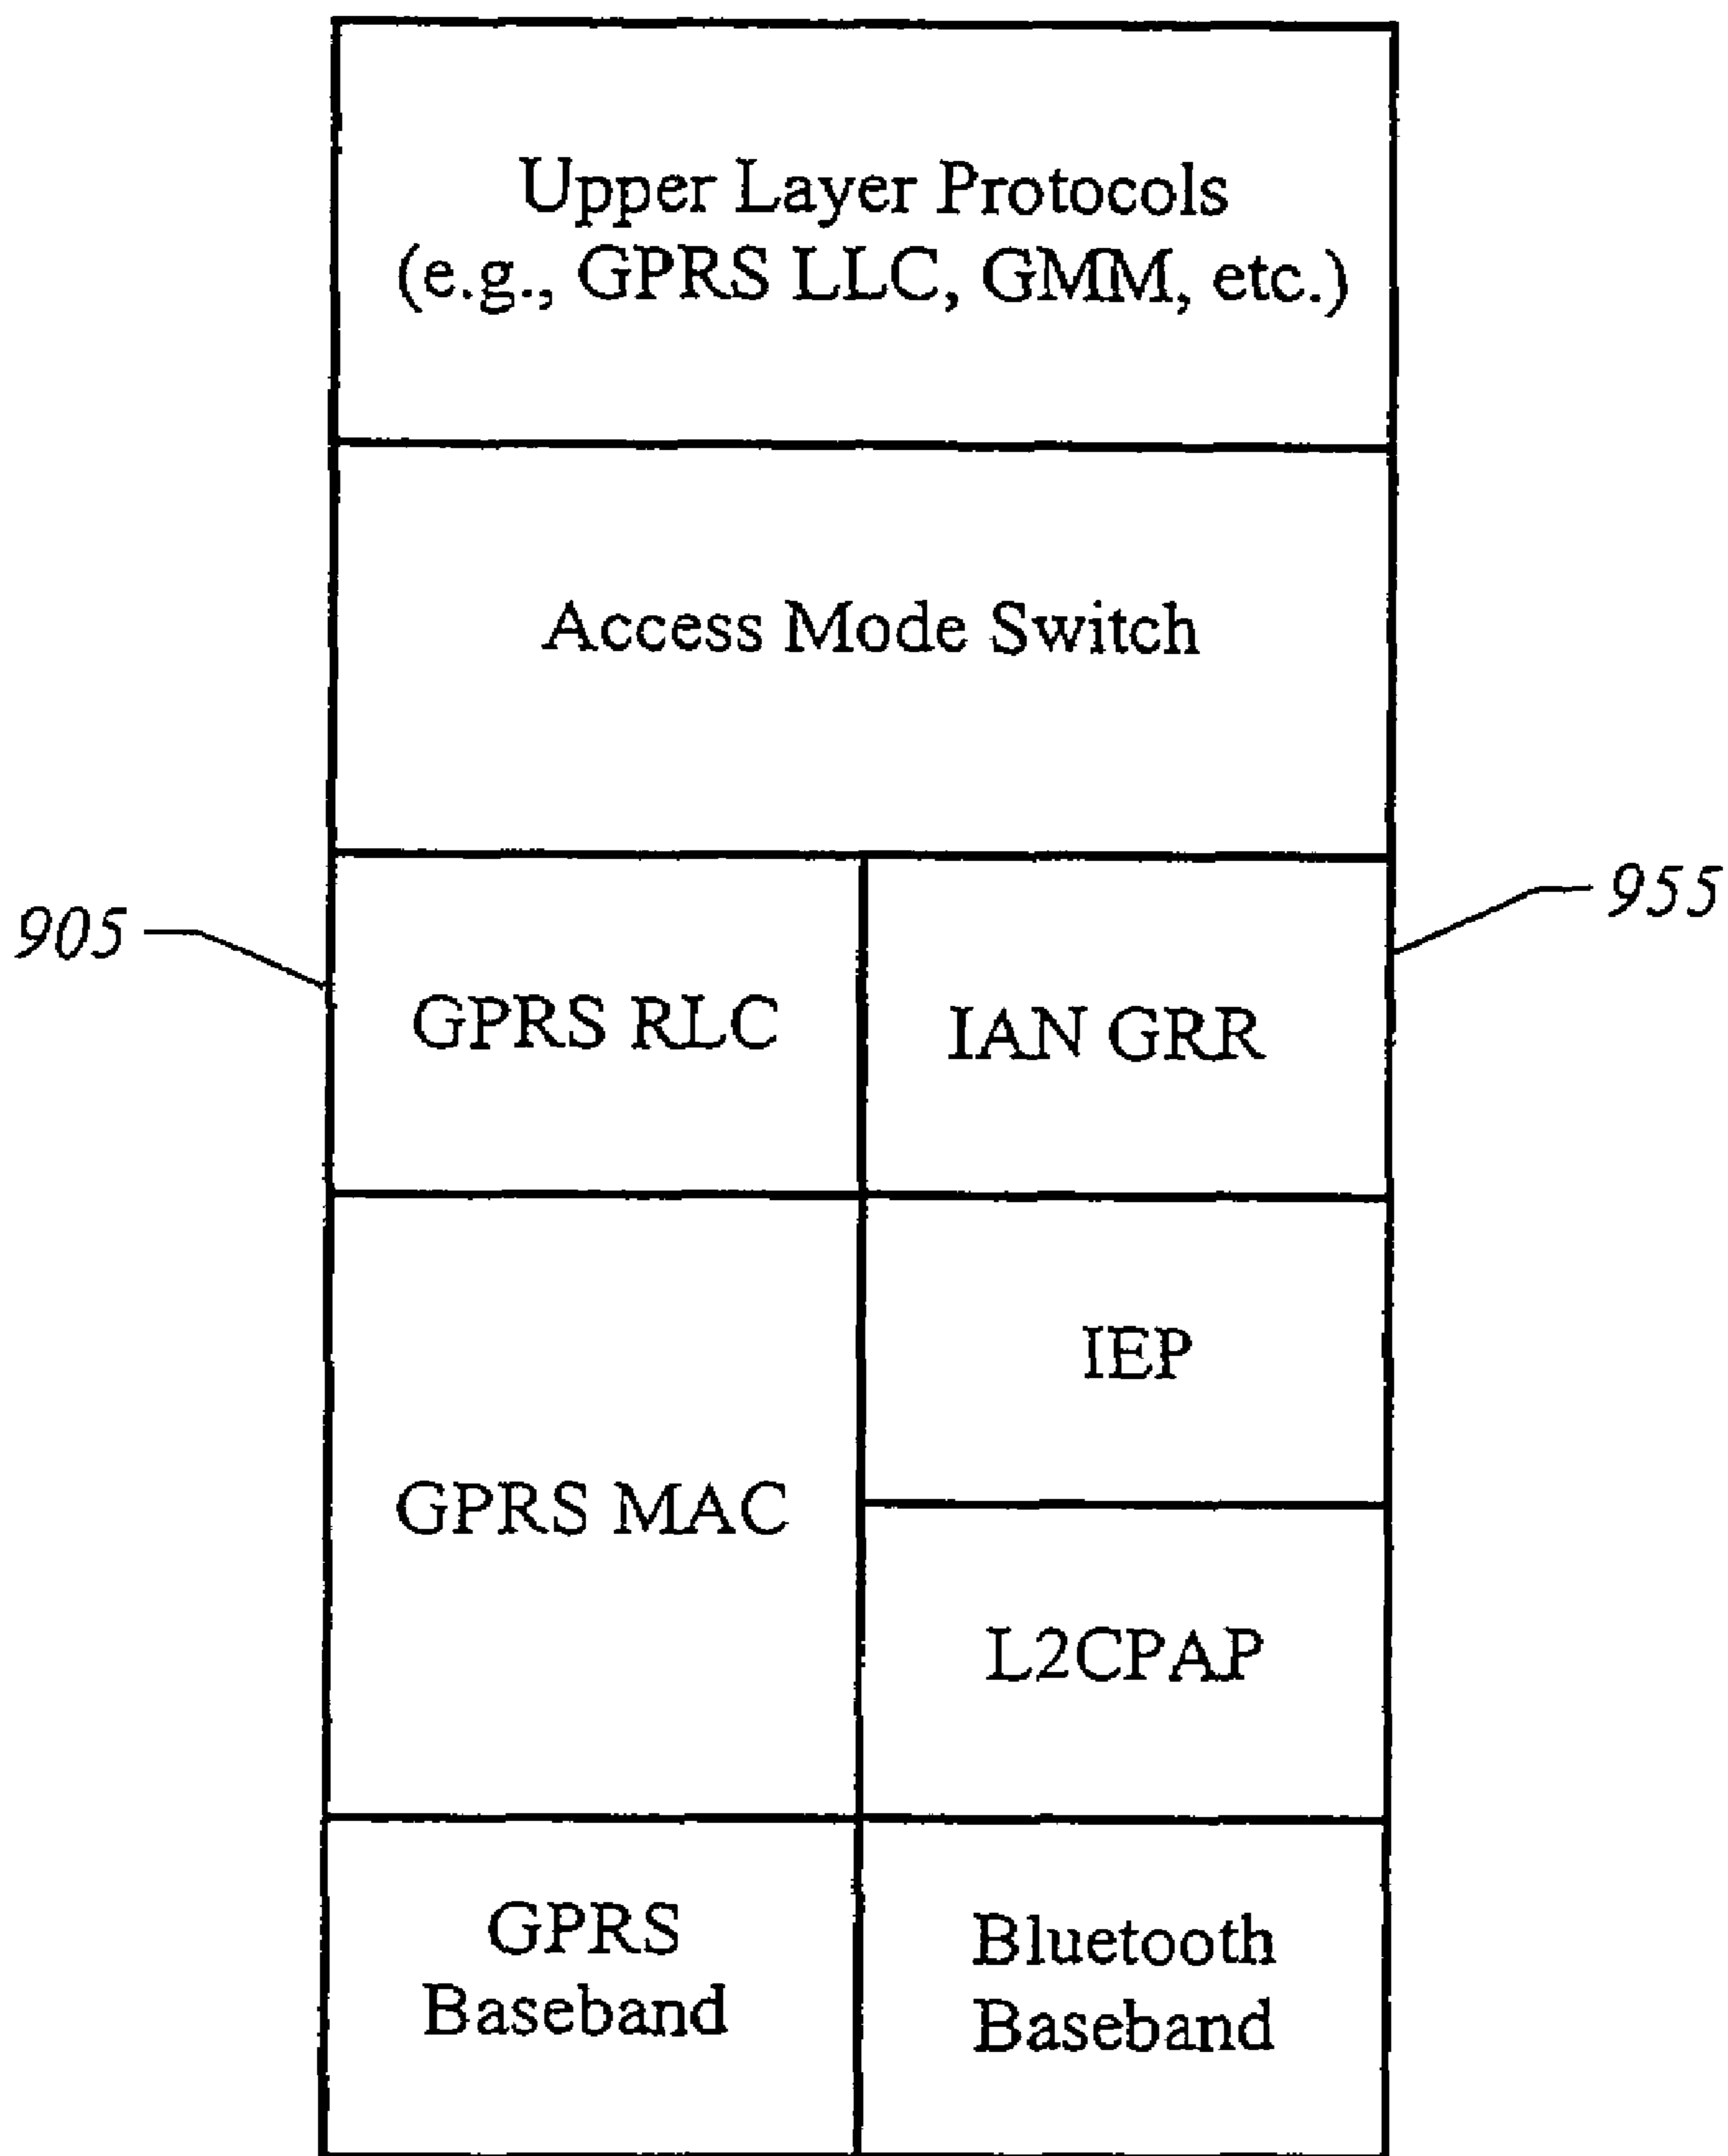 Upper Layer Protocols
(e.g., GPRS LLC, GMM, etc.)
Access Mode Switch
905
955
GPRS RLC
IAN GRR
IEP
GPRS MAC
L2CPAP
GPRS
Baseband
Bluetooth
Baseband